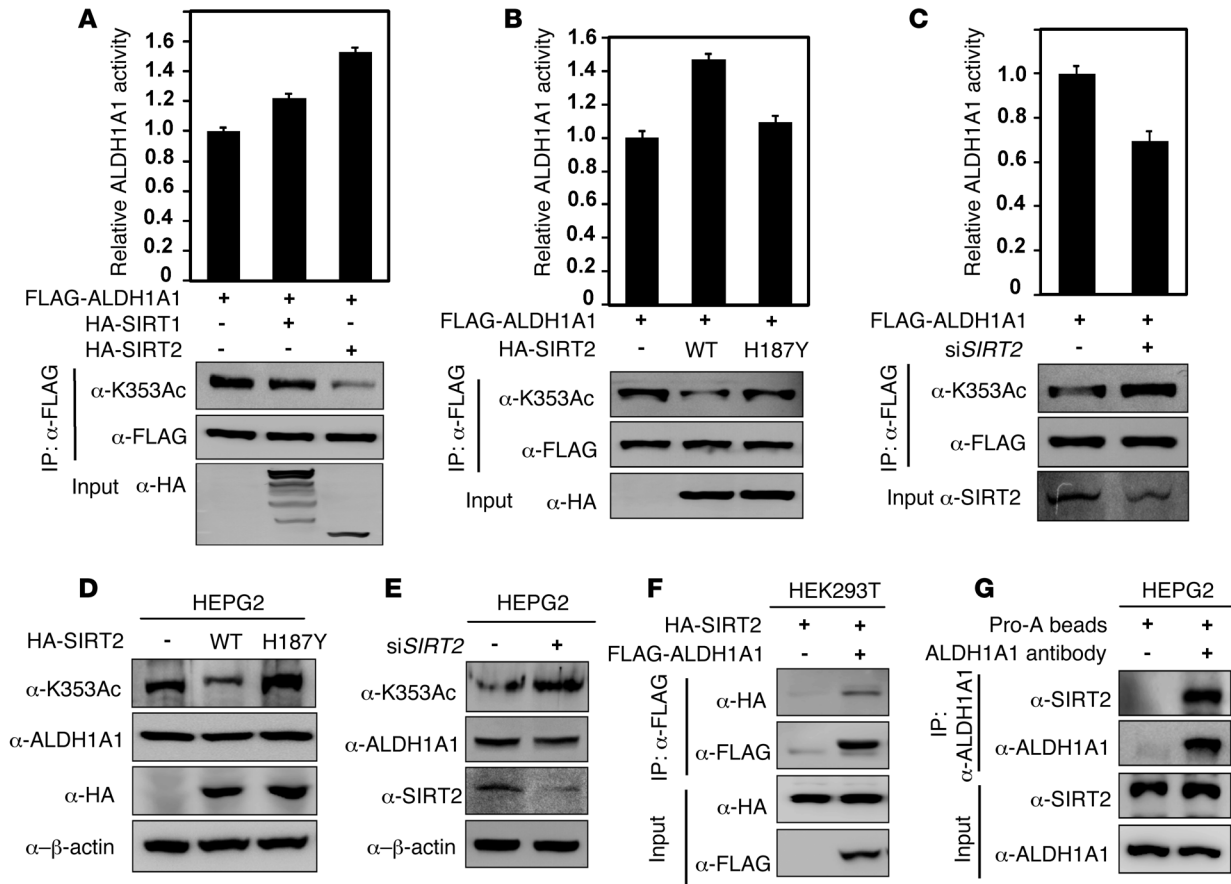 A
Relative ALDH1A1 activity
1.6
1.4
1.2
1.0
0.8
0.6
0.4
0.2
0
FLAG-ALDH1A1 + + +
HA-SIRT1 - + -
HA-SIRT2 - - +
IP: α-FLAG
α-K353Ac
α-FLAG
Input α-HA
B
Relative ALDH1A1 activity
1.6
1.4
1.2
1.0
0.8
0.6
0.4
0.2
0
FLAG-ALDH1A1 + + +
HA-SIRT2 - WT H187Y
IP: α-FLAG
α-K353Ac
α-FLAG
Input α-HA
C
Relative ALDH1A1 activity
1.0
0.8
0.6
0.4
0.2
0
FLAG-ALDH1A1 + +
siSIRT2 - +
IP: α-FLAG
α-K353Ac
α-FLAG
Input α-SIRT2
D
HEPG2
HA-SIRT2 - WT H187Y
α-K353Ac
α-ALDH1A1
α-HA
α–β-actin
E
HEPG2
siSIRT2 - +
α-K353Ac
α-ALDH1A1
α-SIRT2
α–β-actin
F
HEK293T
HA-SIRT2 + +
FLAG-ALDH1A1 - +
IP: α-FLAG
α-HA
α-FLAG
Input
α-HA
α-FLAG
G
HEPG2
Pro-A beads + +
ALDH1A1 antibody - +
IP:
α-ALDH1A1
α-SIRT2
α-ALDH1A1
Input
α-SIRT2
α-ALDH1A1